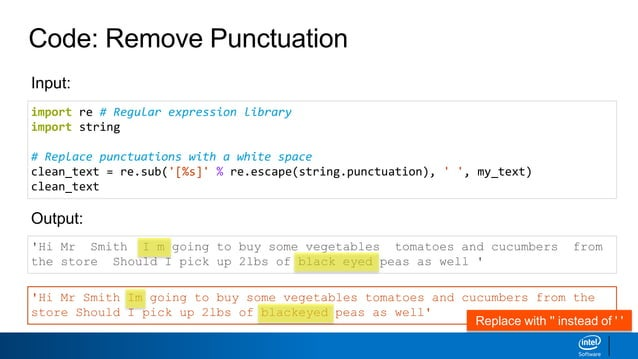 Code: Remove Punctuation
Input:
import re # Regular expression library
import string
# Replace punctuations with a white space
clean_text = re.sub('[%s]' % re.escape(string.punctuation), ' ', my_text)
clean_text
Output:
'Hi Mr  Smith  I m going to buy some vegetables  tomatoes and cucumbers  from
the store  Should I pick up 2lbs of black eyed peas as well '
'Hi Mr Smith Im going to buy some vegetables tomatoes and cucumbers from the
store Should I pick up 2lbs of blackeyed peas as well'
Replace with '' instead of ' '
intel
Software